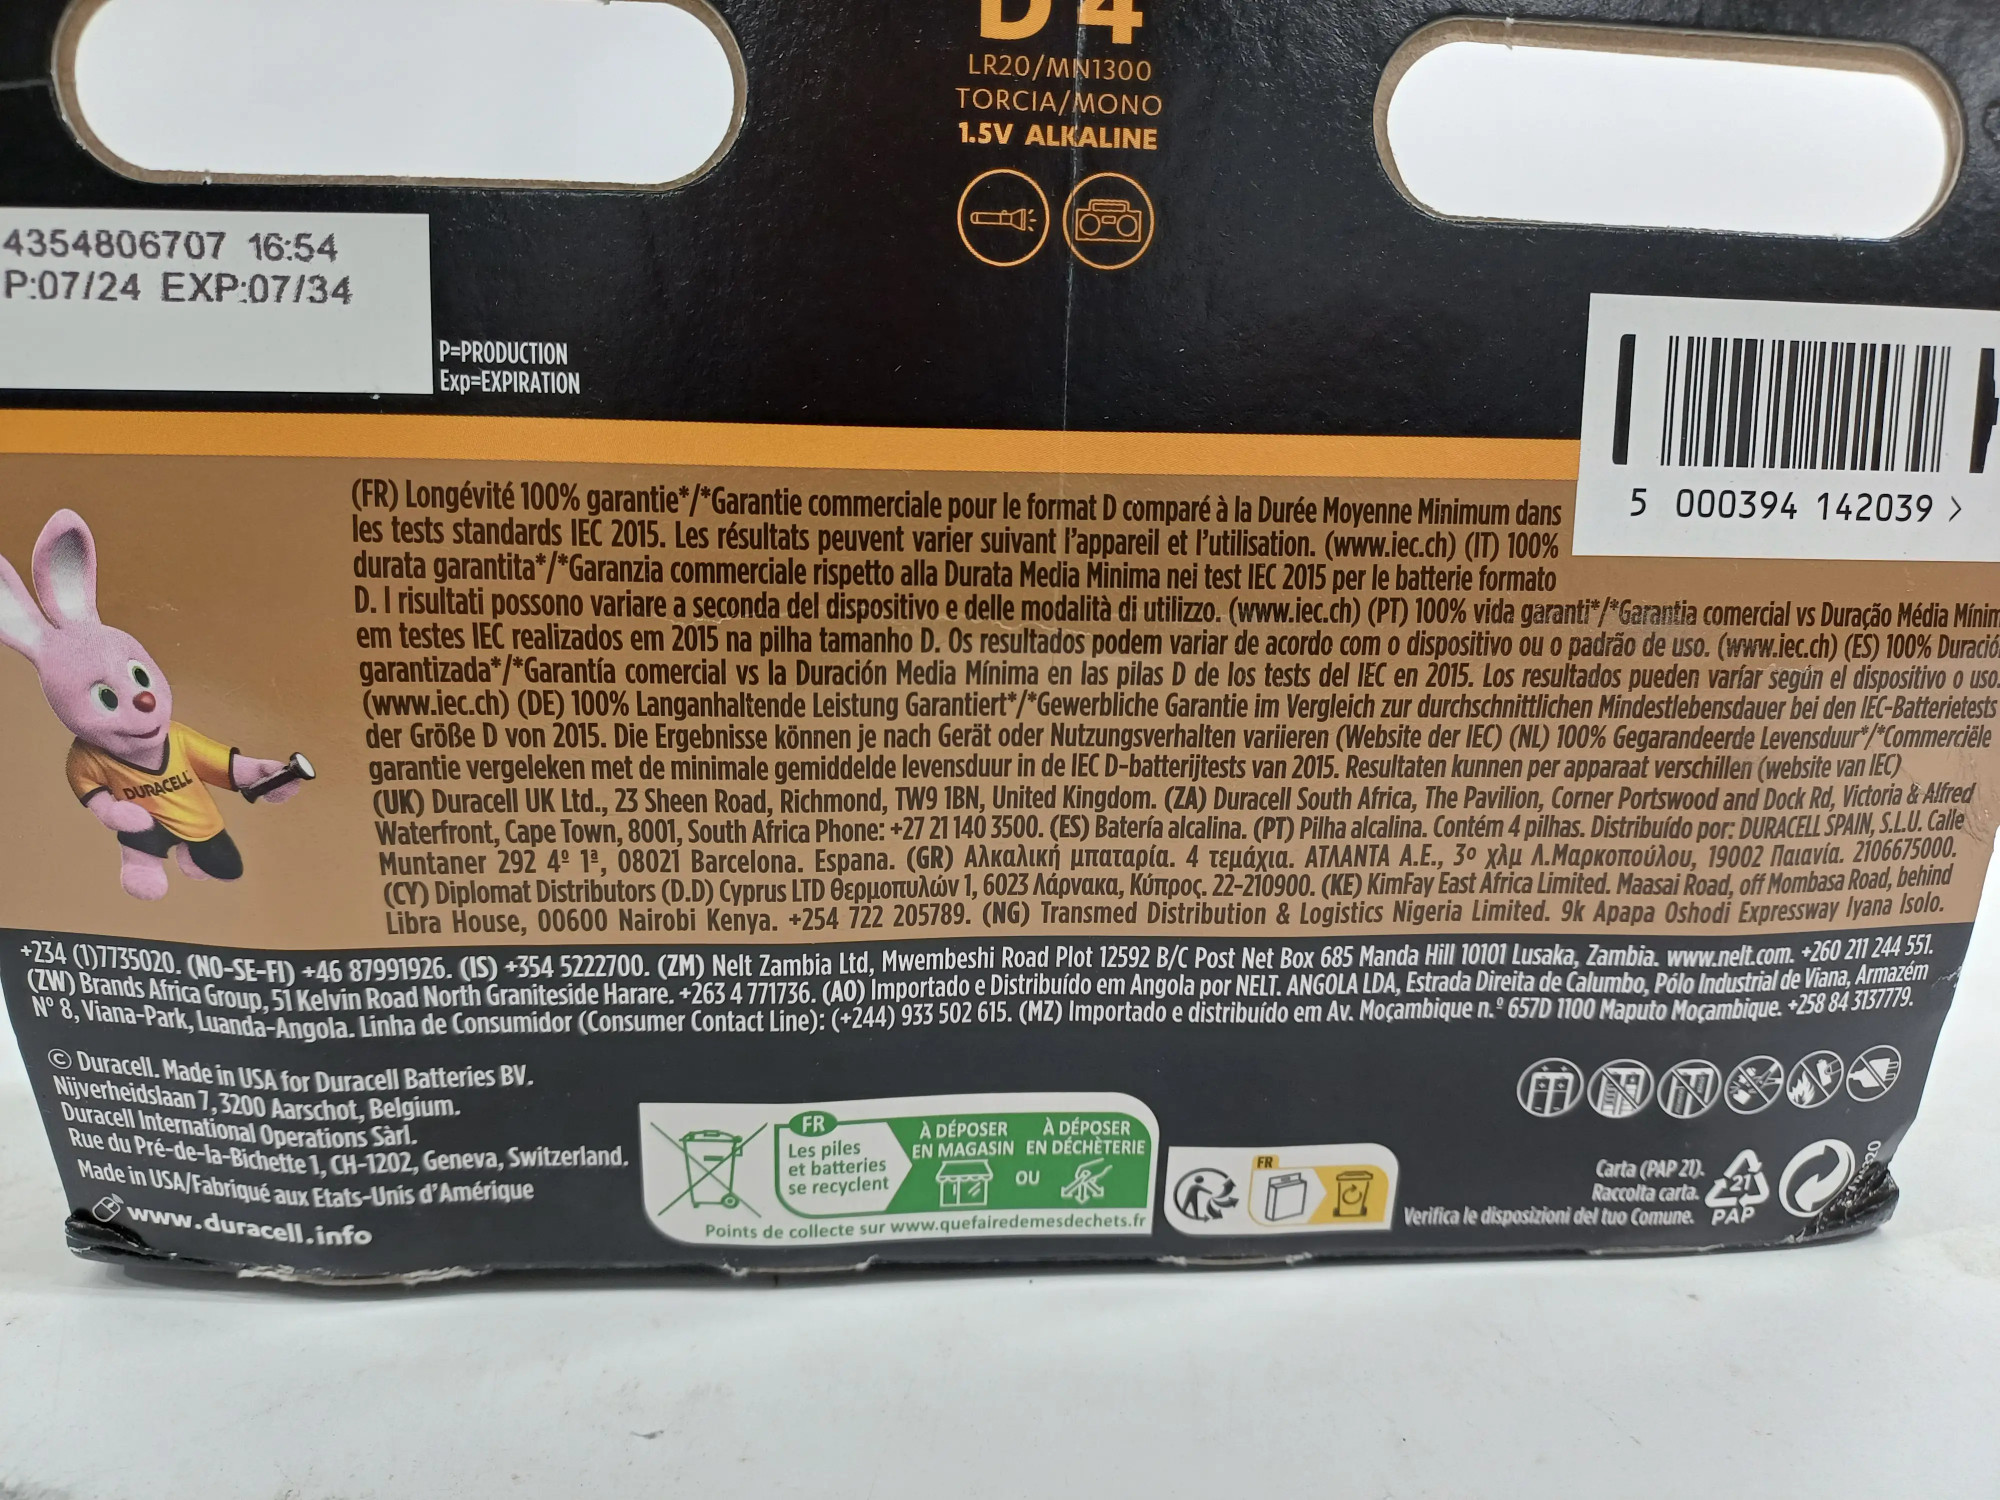 D 4
LR20/MN1300
TORCIA/MONO
1.5V ALKALINE
4354806707 16:54
P:07/24 EXP:07/34
P=PRODUCTION
Exp=EXPIRATION
5 000394 142039 >
(FR) Longévité 100% garantie*/*Garantie commerciale pour le format D comparé à la Durée Moyenne Minimum dans
les tests standards IEC 2015. Les résultats peuvent varier suivant l'appareil et l'utilisation. (www.iec.ch) (IT) 100%
durata garantita*/*Garanzia commerciale rispetto alla Durata Media Minima nei test IEC 2015 per le batterie formato
D. I risultati possono variare a seconda del dispositivo e delle modalità di utilizzo. (www.iec.ch) (PT) 100% vida garanti*/*Garantia comercial vs Duração Média Mínim
em testes IEC realizados em 2015 na pilha tamanho D. Os resultados podem variar de acordo com o dispositivo ou o padrão de uso. (www.iec.ch) (ES) 100% Duració
garantizada*/*Garantía comercial vs la Duración Media Mínima en las pilas D de los tests del IEC en 2015. Los resultados pueden varíar según el dispositivo o uso.
(www.iec.ch) (DE) 100% Langanhaltende Leistung Garantiert*/*Gewerbliche Garantie im Vergleich zur durchschnittlichen Mindestlebensdauer bei den IEC-Batterietests
der Größe D von 2015. Die Ergebnisse können je nach Gerät oder Nutzungsverhalten variieren (Website der IEC) (NL) 100% Gegarandeerde Levensduur*/*Commerciële
garantie vergeleken met de minimale gemiddelde levensduur in de IEC D-batterijtests van 2015. Resultaten kunnen per apparaat verschillen (website van IEC)
(UK) Duracell UK Ltd., 23 Sheen Road, Richmond, TW9 1BN, United Kingdom. (ZA) Duracell South Africa, The Pavilion, Corner Portswood and Dock Rd, Victoria & Alfred
Waterfront, Cape Town, 8001, South Africa Phone: +27 21 140 3500. (ES) Batería alcalina. (PT) Pilha alcalina. Contém 4 pilhas. Distribuído por: DURACELL SPAIN, S.L.U. Calle
Muntaner 292 4º 1ª, 08021 Barcelona. Espana. (GR) Αλκαλική μπαταρία. 4 τεμάχια. ΑΤΛΑΝΤΑ Α.Ε., 3ο χλμ Λ.Μαρκοπούλου, 19002 Παιανία. 2106675000.
(CY) Diplomat Distributors (D.D) Cyprus LTD Θερμοπυλών 1, 6023 Λάρνακα, Κύπρος. 22-210900. (KE) KimFay East Africa Limited. Maasai Road, off Mombasa Road, behind
Libra House, 00600 Nairobi Kenya. +254 722 205789. (NG) Transmed Distribution & Logistics Nigeria Limited. 9k Apapa Oshodi Expressway Iyana Isolo.
+234 (1)7735020. (NO-SE-FI) +46 87991926. (IS) +354 5222700. (ZM) Nelt Zambia Ltd, Mwembeshi Road Plot 12592 B/C Post Net Box 685 Manda Hill 10101 Lusaka, Zambia. www.nelt.com. +260 211 244 551.
(ZW) Brands Africa Group, 51 Kelvin Road North Graniteside Harare. +263 4 771736. (AO) Importado e Distribuído em Angola por NELT. ANGOLA LDA, Estrada Direita de Calumbo, Pólo Industrial de Viana, Armazém
Nº 8, Viana-Park, Luanda-Angola. Linha de Consumidor (Consumer Contact Line): (+244) 933 502 615. (MZ) Importado e distribuído em Av. Moçambique n.º 657D 1100 Maputo Moçambique. +258 84 3137779.
DURACELL
© Duracell. Made in USA for Duracell Batteries BV.
Nijverheidslaan 7, 3200 Aarschot, Belgium.
Duracell International Operations Sàrl.
Rue du Pré-de-la-Bichette 1, CH-1202, Geneva, Switzerland.
Made in USA/Fabriqué aux Etats-Unis d'Amérique
www.duracell.info
FR
Les piles
et batteries
se recyclent
À DÉPOSER
EN MAGASIN
OU
À DÉPOSER
EN DÉCHÈTERIE
Points de collecte sur www.quefairedemesdechets.fr
FR
Carta (PAP 21).
Raccolta carta.
Verifica le disposizioni del tuo Comune.
21
PAP